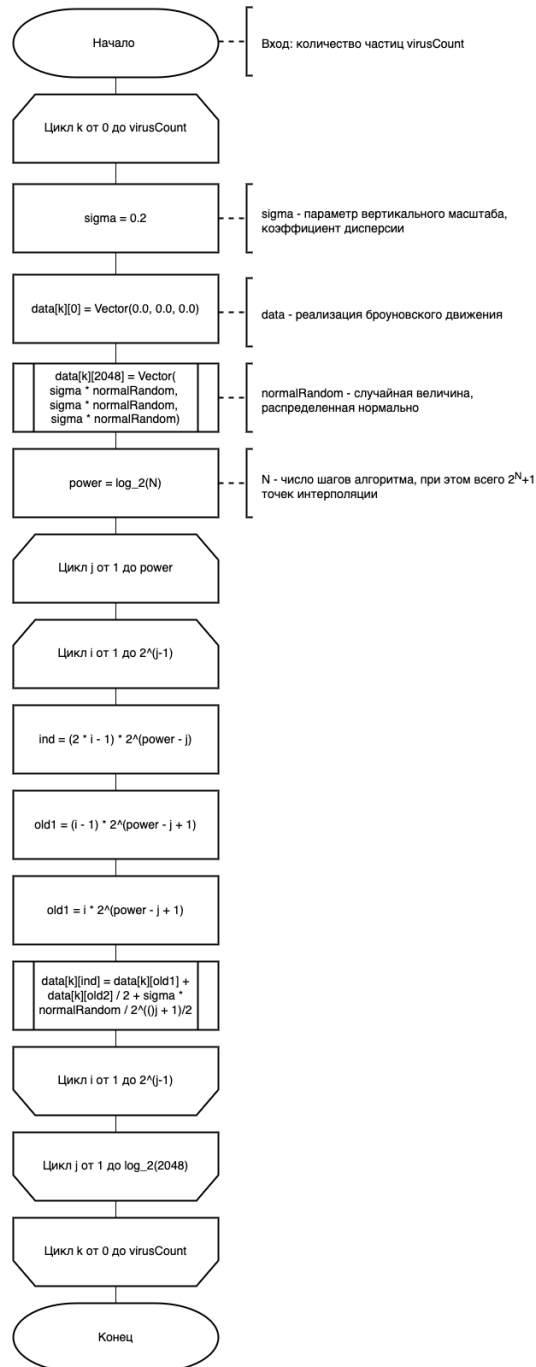 Начало
Вход: количество частиц virusCount
Цикл k от 0 до virusCount
sigma = 0.2
sigma - параметр вертикального масштаба,
коэффициент дисперсии
data[k][0] = Vector(0.0, 0.0, 0.0)
data - реализация броуновского движения
data[k][2048] = Vector(
sigma * normalRandom,
sigma * normalRandom,
sigma * normalRandom)
normalRandom - случайная величина,
распределенная нормально
power = log_2(N)
N - число шагов алгоритма, при этом всего 2^N+1
точек интерполяции
Цикл j от 1 до power
Цикл i от 1 до 2^(j-1)
ind = (2 * i - 1) * 2^(power - j)
old1 = (i - 1) * 2^(power - j + 1)
old1 = i * 2^(power - j + 1)
data[k][ind] = data[k][old1] +
data[k][old2] / 2 + sigma *
normalRandom / 2^(()j + 1)/2
Цикл i от 1 до 2^(j-1)
Цикл j от 1 до log_2(2048)
Цикл k от 0 до virusCount
Конец